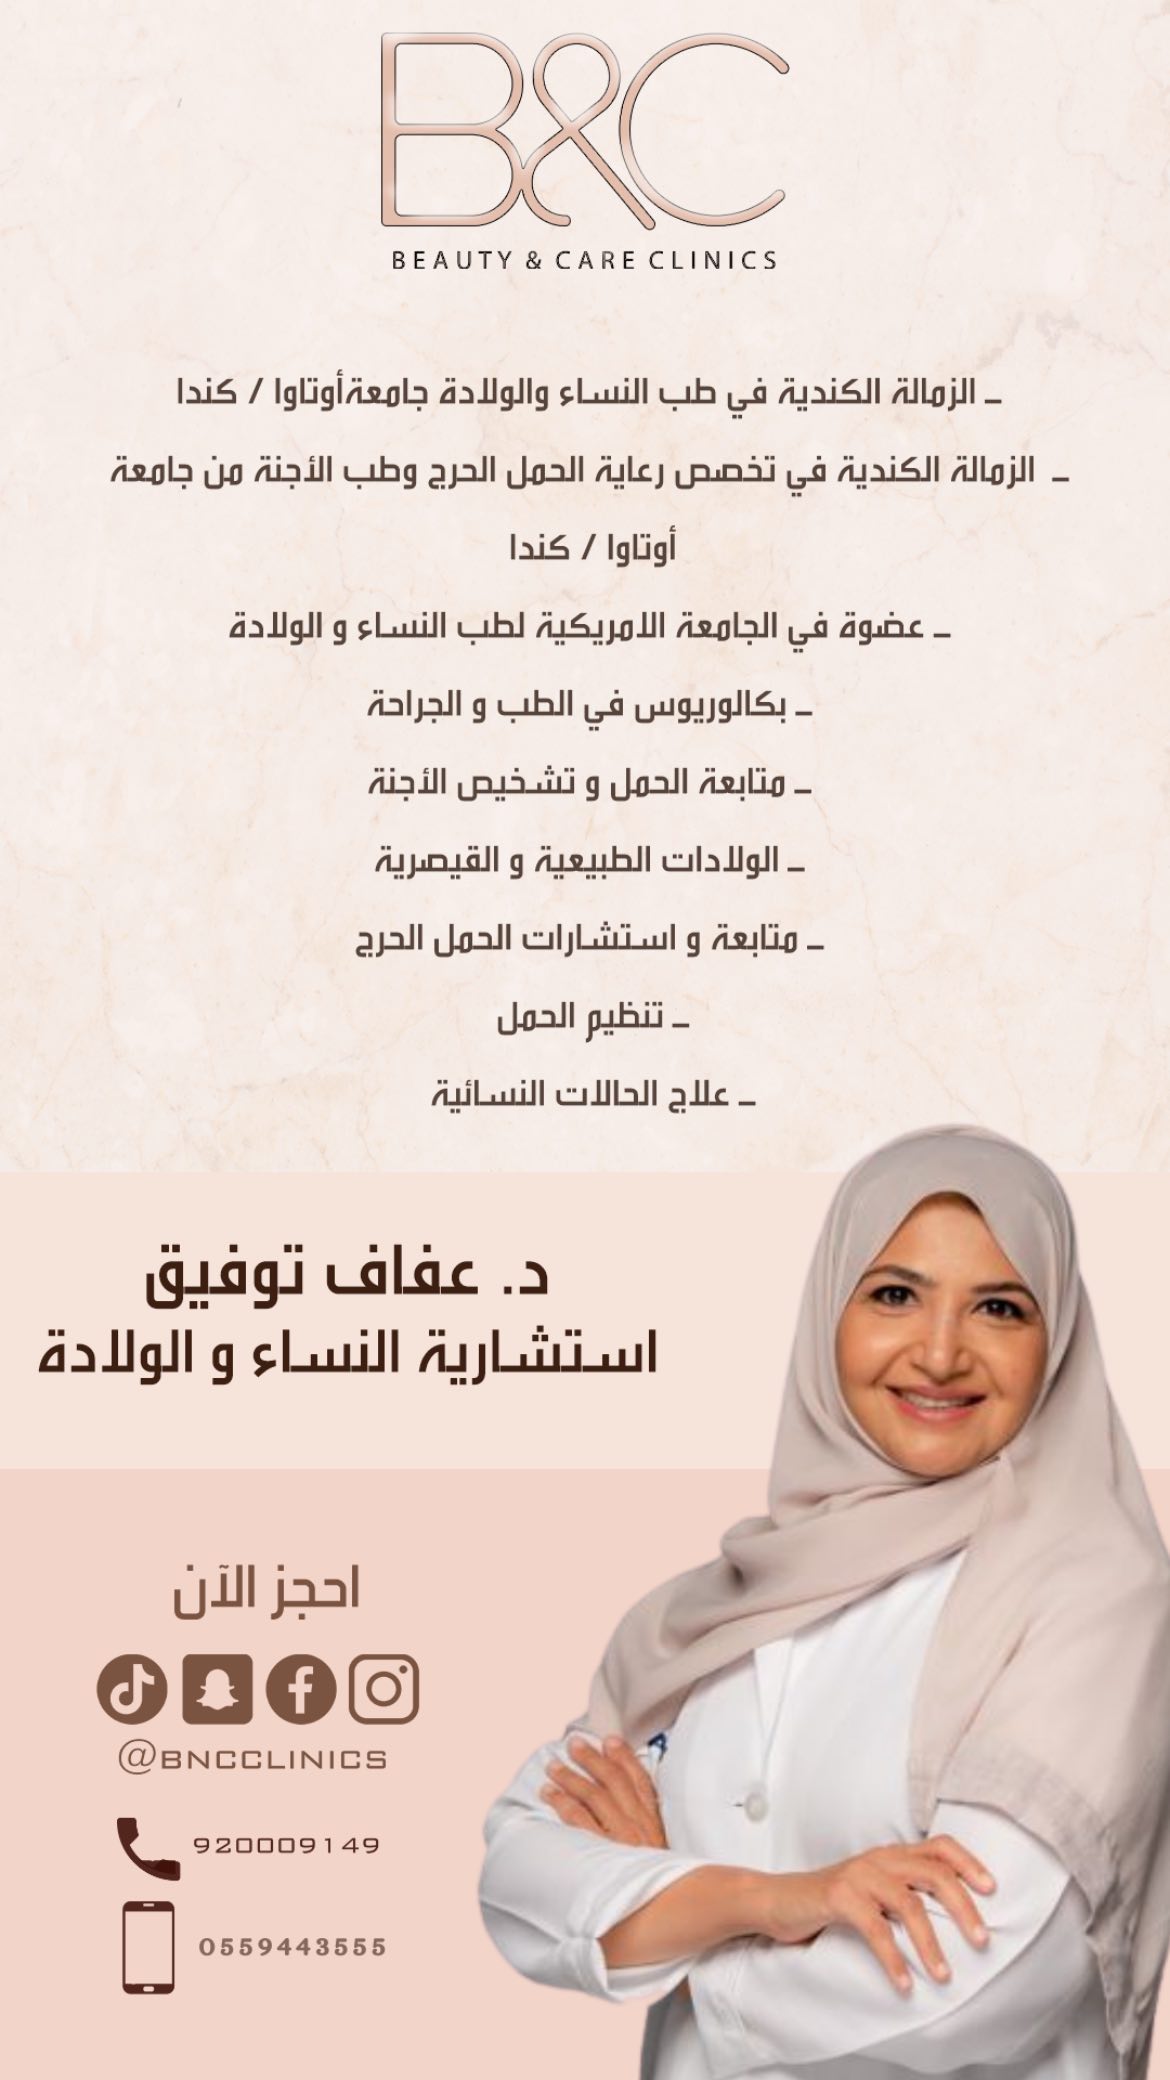 B&C
BEAUTY & CARE CLINICS
ـ الزمالة الكندية في طب النساء والولادة جامعةأوتاوا / كندا
ـ الزمالة الكندية في تخصص رعاية الحمل الحرج وطب الأجنة من جامعة
أوتاوا / كندا
ـ عضوة في الجامعة الامريكية لطب النساء و الولادة
ـ بكالوريوس في الطب و الجراحة
ـ متابعة الحمل و تشخيص الأجنة
ـ الولادات الطبيعية و القيصرية
ـ متابعة و استشارات الحمل الحرج
ـ تنظيم الحمل
ـ علاج الحالات النسائية
د. عفاف توفيق
استشارية النساء و الولادة
احجز الآن
@BNCCLINICS
920009149
0559443555